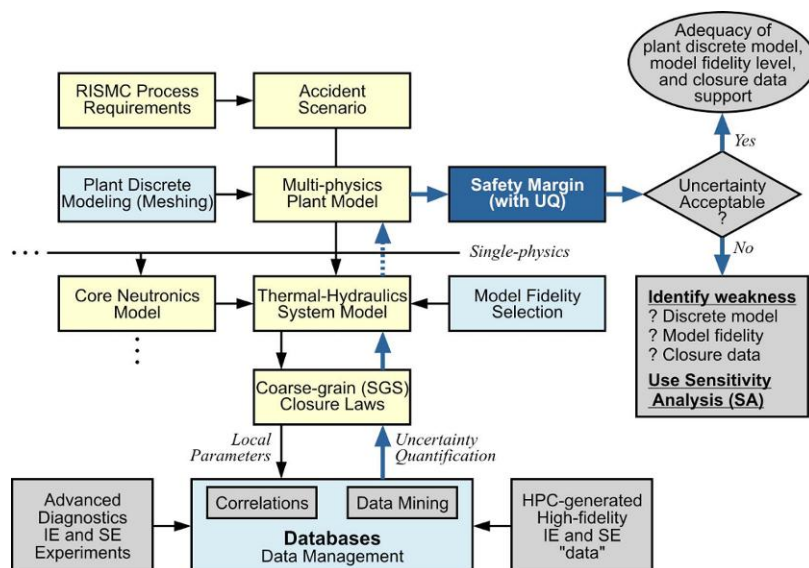 RISMC Process
Requirements
Accident
Scenario
Adequacy of
plant discrete model,
model fidelity level,
and closure data
support
Yes
Plant Discrete
Modeling (Meshing)
Multi-physics
Plant Model
Safety Margin
(with UQ)
Uncertainty
Acceptable
?
No
...
Single-physics
Core Neutronics
Model
Thermal-Hydraulics
System Model
Model Fidelity
Selection
Identify weakness
? Discrete model
? Model fidelity
? Closure data
Use Sensitivity
Analysis (SA)
Coarse-grain (SGS)
Closure Laws
Local
Parameters
Uncertainty
Quantification
Advanced
Diagnostics
IE and SE
Experiments
Correlations
Data Mining
Databases
Data Management
HPC-generated
High-fidelity
IE and SE
"data"